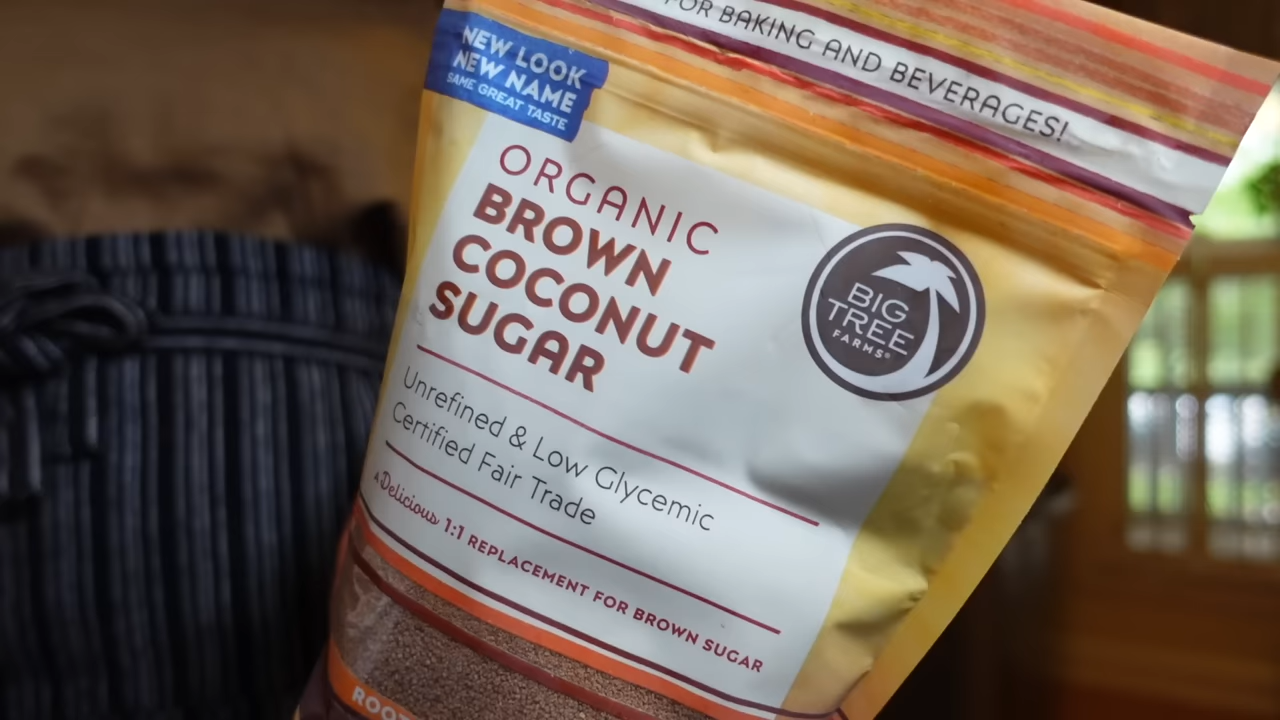 FOR BAKING AND BEVERAGES!
NEW LOOK
NEW NAME
SAME GREAT TASTE
ORGANIC
BROWN
COCONUT
SUGAR
BIG
TREE
FARMS®
Unrefined & Low Glycemic
Certified Fair Trade
A Delicious 1:1 REPLACEMENT FOR BROWN SUGAR